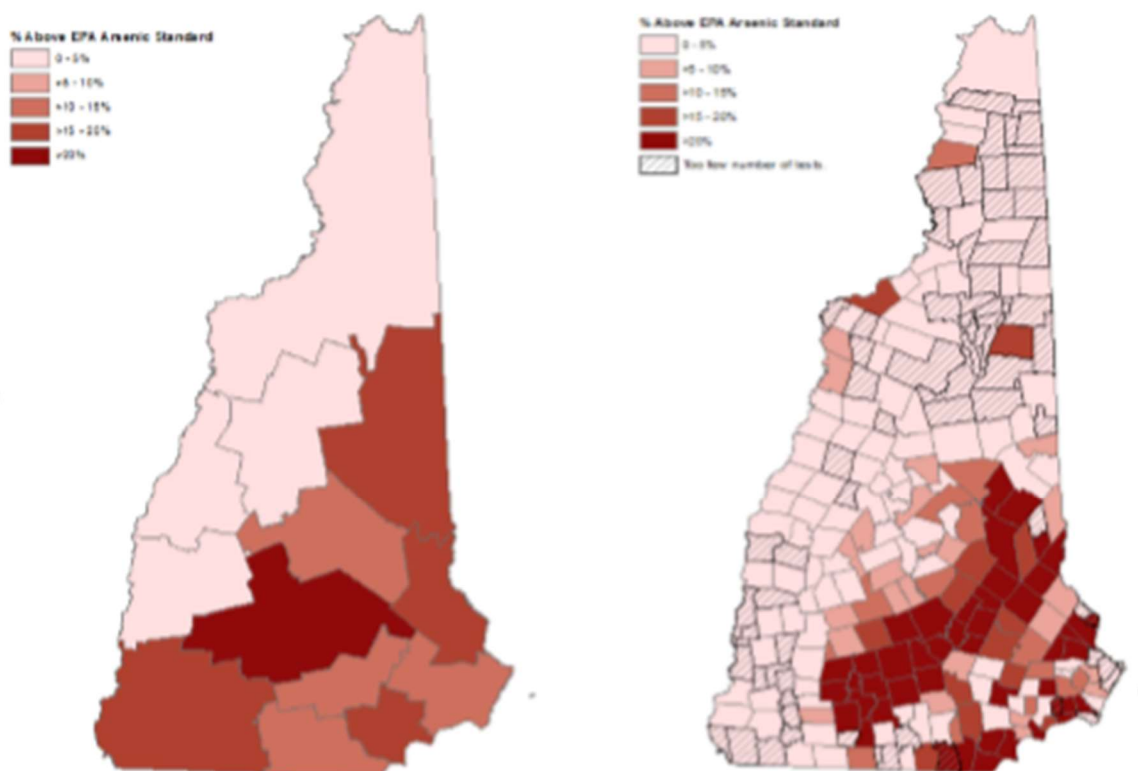 % Above EPA Arsenic Standard
0 - 5%
>5 - 10%
>10 - 15%
>15 - 20%
>20%
% Above EPA Arsenic Standard
0 - 5%
>5 - 10%
>10 - 15%
>15 - 20%
>20%
Too few number of tests.